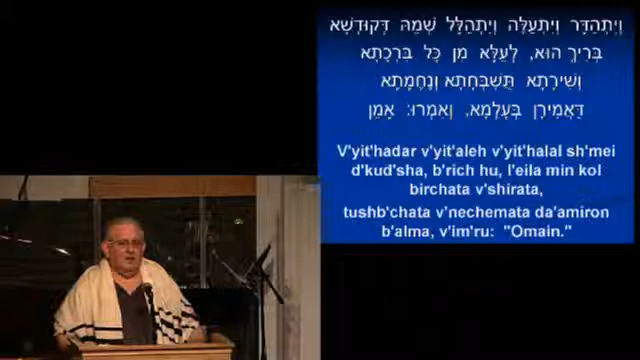 וְיִתְהַדָּר וְיִתְעַלֶּה וְיִתְהַלָּל שְׁמֵהּ דְּקוּדְשָׁא
בְּרִיךְ הוּא, לְעֵלָּא מִן כָּל בִּרְכָתָא
וְשִׁירָתָא תֻּשְׁבְּחָתָא וְנֶחָמָתָא
דַּאֲמִירָן בְּעָלְמָא, וְאִמְרוּ: אָמֵן
V'yit'hadar v'yit'aleh v'yit'halal sh'mei
d'kud'sha, b'rich hu, l'eila min kol
birchata v'shirata,
tushb'chata v'nechemata da'amiron
b'alma, v'im'ru: "Omain."